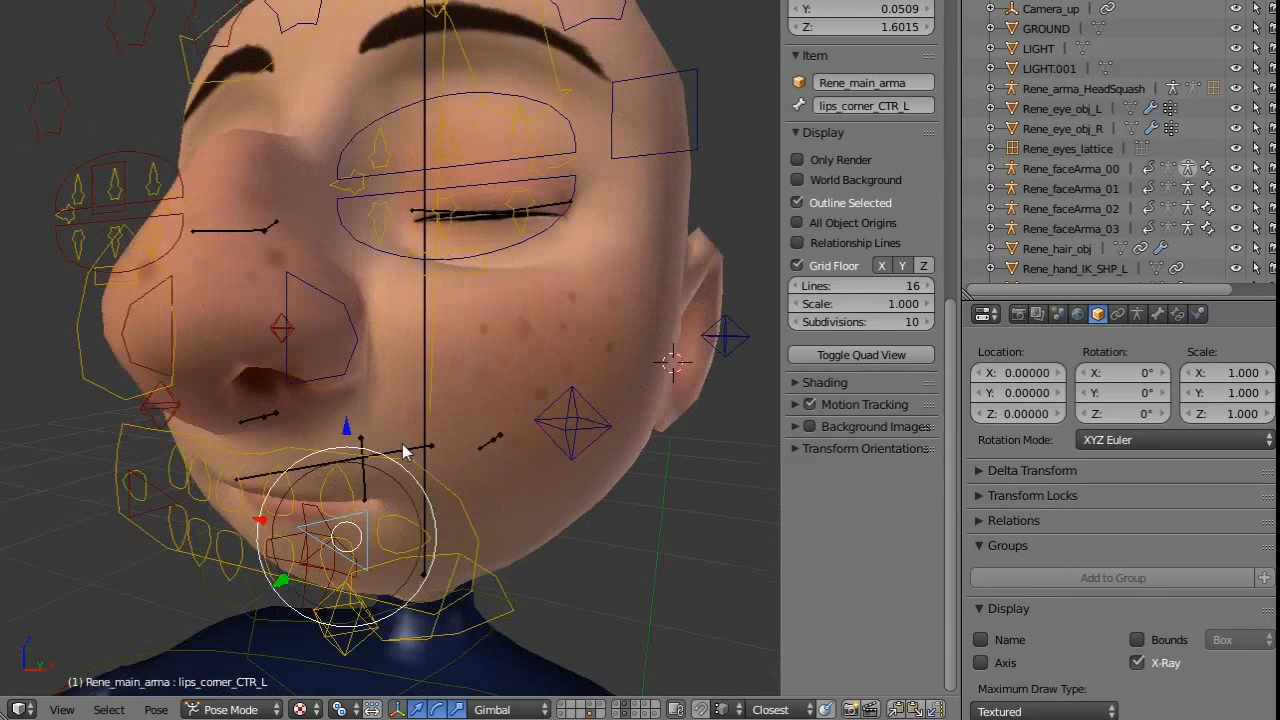 Y: 0.0509
Z: 1.6015
Item
Rene_main_arma
lips_corner_CTR_L
Display
Only Render
World Background
Outline Selected
All Object Origins
Relationship Lines
Grid Floor X Y Z
Lines: 16
Scale: 1.000
Subdivisions: 10
Toggle Quad View
Shading
Motion Tracking
Background Images
Transform Orientations
Camera_up
GROUND
LIGHT
LIGHT.001
Rene_arma_HeadSquash
Rene_eye_obj_L
Rene_eye_obj_R
Rene_eyes_lattice
Rene_faceArma_00
Rene_faceArma_01
Rene_faceArma_02
Rene_faceArma_03
Rene_hair_obj
Rene_hand_IK_SHP_L
Location: Rotation: Scale:
X: 0.00000 X: 0° X: 1.000
Y: 0.00000 Y: 0° Y: 1.000
Z: 0.00000 Z: 0° Z: 1.000
Rotation Mode: XYZ Euler
Delta Transform
Transform Locks
Relations
Groups
Add to Group
Display
Name Bounds Box
Axis X-Ray
Maximum Draw Type:
Textured
z
y x
(1) Rene_main_arma : lips_corner_CTR_L
View Select Pose Pose Mode Gimbal Closest